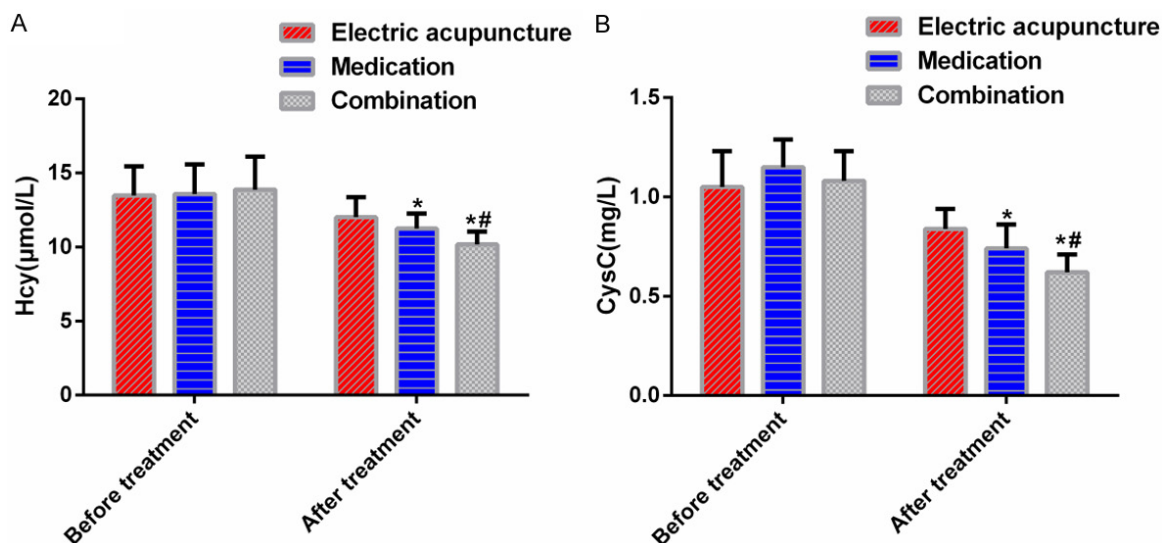 A
Electric acupuncture
Medication
Combination
Hcy(μmol/L)
20
15
10
5
0
*
*#
Before treatment
After treatment
B
Electric acupuncture
Medication
Combination
CysC(mg/L)
1.5
1.0
0.5
0.0
*
*#
Before treatment
After treatment